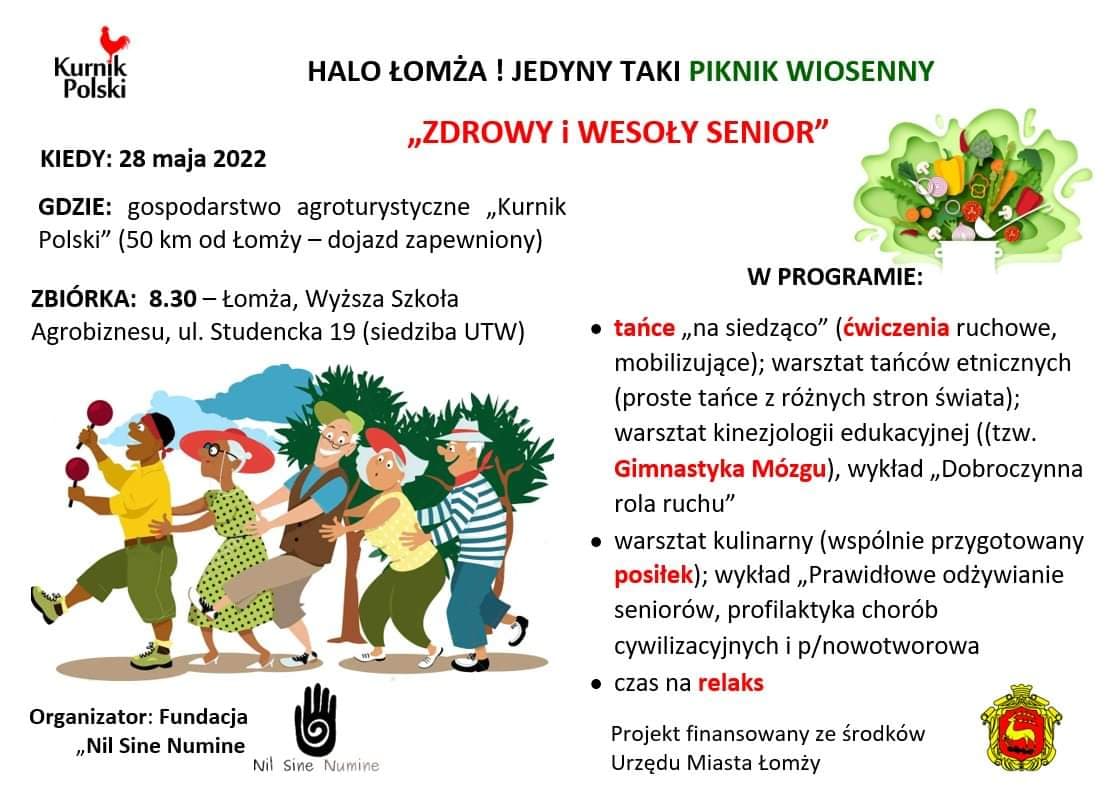 Kurnik
Polski
HALO ŁOMŻA ! JEDYNY TAKI PIKNIK WIOSENNY
„ZDROWY i WESOŁY SENIOR”
KIEDY: 28 maja 2022
GDZIE: gospodarstwo agroturystyczne „Kurnik
Polski” (50 km od Łomży – dojazd zapewniony)
ZBIÓRKA: 8.30 – Łomża, Wyższa Szkoła
Agrobiznesu, ul. Studencka 19 (siedziba UTW)
W PROGRAMIE:
• tańce „na siedząco” (ćwiczenia ruchowe,
mobilizujące); warsztat tańców etnicznych
(proste tańce z różnych stron świata);
warsztat kinezjologii edukacyjnej ((tzw.
Gimnastyka Mózgu), wykład „Dobroczynna
rola ruchu”
• warsztat kulinarny (wspólnie przygotowany
posiłek); wykład „Prawidłowe odżywianie
seniorów, profilaktyka chorób
cywilizacyjnych i p/nowotworowa
• czas na relaks
Organizator: Fundacja
„Nil Sine Numine
Nil Sine Numine
Projekt finansowany ze środków
Urzędu Miasta Łomży